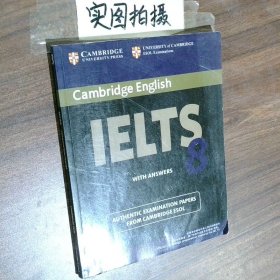 实图拍摄
CAMBRIDGE
UNIVERSITY PRESS
UNIVERSITY of CAMBRIDGE
ESOL Examinations
Cambridge English
IELTS 8
WITH ANSWERS
AUTHENTIC EXAMINATION PAPERS
FROM CAMBRIDGE ESOL